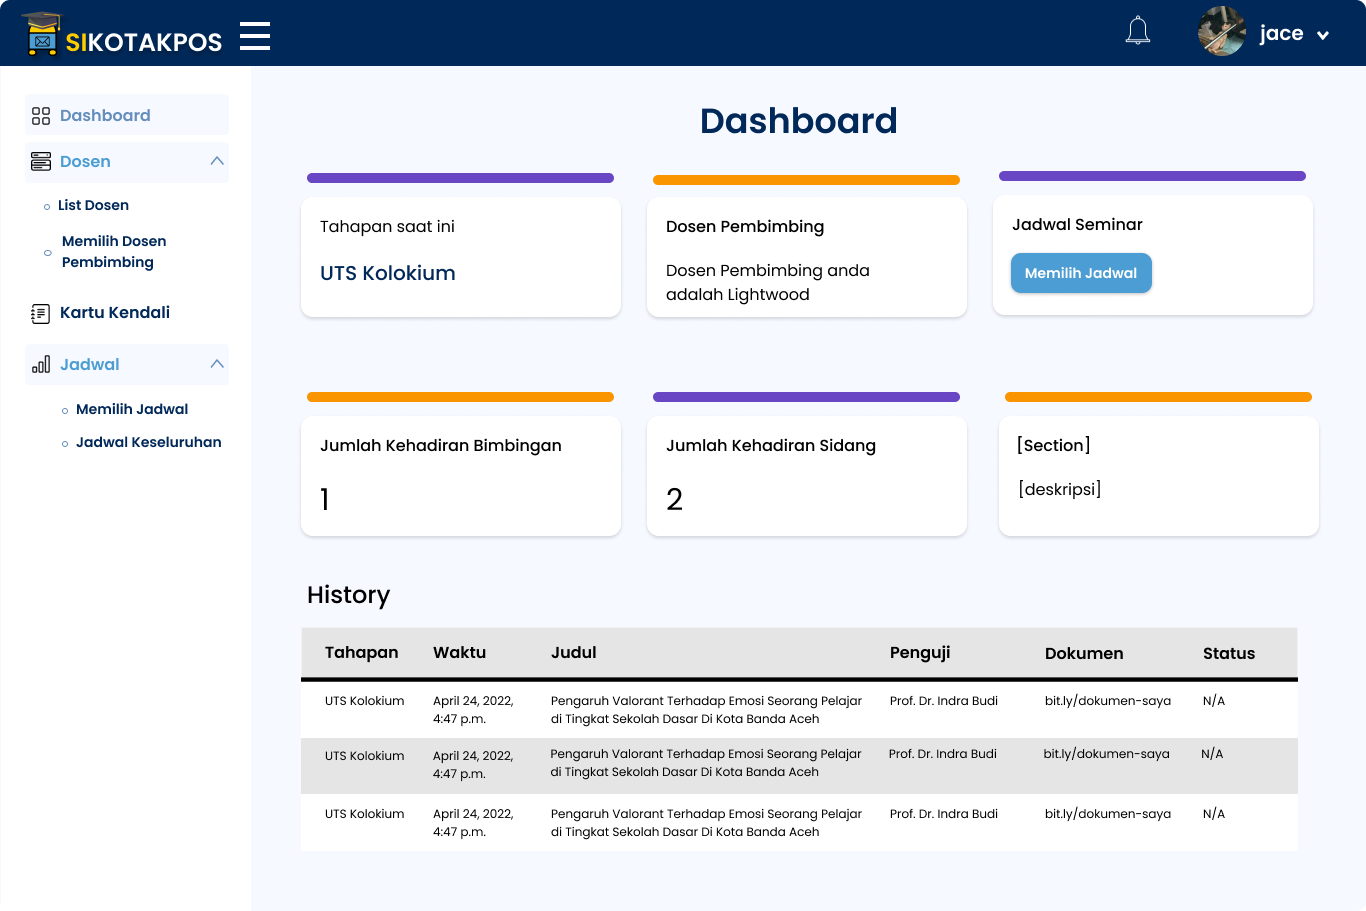 SIKOTAKPOS
jace
Dashboard
Dosen
List Dosen
Memilih Dosen
Pembimbing
Kartu Kendali
Jadwal
Memilih Jadwal
Jadwal Keseluruhan
Dashboard
Tahapan saat ini
UTS Kolokium
Dosen Pembimbing
Dosen Pembimbing anda
adalah Lightwood
Jadwal Seminar
Memilih Jadwal
Jumlah Kehadiran Bimbingan
1
Jumlah Kehadiran Sidang
2
[Section]
[deskripsi]
History
Tahapan Waktu Judul Penguji Dokumen Status
UTS Kolokium April 24, 2022, Pengaruh Valorant Terhadap Emosi Seorang Pelajar Prof. Dr. Indra Budi bit.ly/dokumen-saya N/A
4:47 p.m. di Tingkat Sekolah Dasar Di Kota Banda Aceh
UTS Kolokium April 24, 2022, Pengaruh Valorant Terhadap Emosi Seorang Pelajar Prof. Dr. Indra Budi bit.ly/dokumen-saya N/A
4:47 p.m. di Tingkat Sekolah Dasar Di Kota Banda Aceh
UTS Kolokium April 24, 2022, Pengaruh Valorant Terhadap Emosi Seorang Pelajar Prof. Dr. Indra Budi bit.ly/dokumen-saya N/A
4:47 p.m. di Tingkat Sekolah Dasar Di Kota Banda Aceh